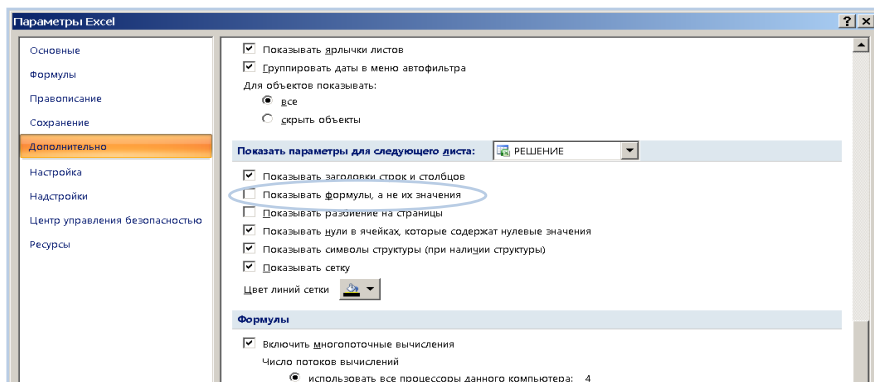 Параметры Excel
Основные
Формулы
Правописание
Сохранение
Дополнительно
Настройка
Надстройки
Центр управления безопасностью
Ресурсы
Показывать ярлычки листов
Группировать даты в меню автофильтра
Для объектов показывать:
все
скрыть объекты
Показать параметры для следующего листа: РЕШЕНИЕ
Показывать заголовки строк и столбцов
Показывать формулы, а не их значения
Показывать разбиение на страницы
Показывать нули в ячейках, которые содержат нулевые значения
Показывать символы структуры (при наличии структуры)
Показывать сетку
Цвет линий сетки
Формулы
Включить многопоточные вычисления
Число потоков вычислений
использовать все процессоры данного компьютера: 4